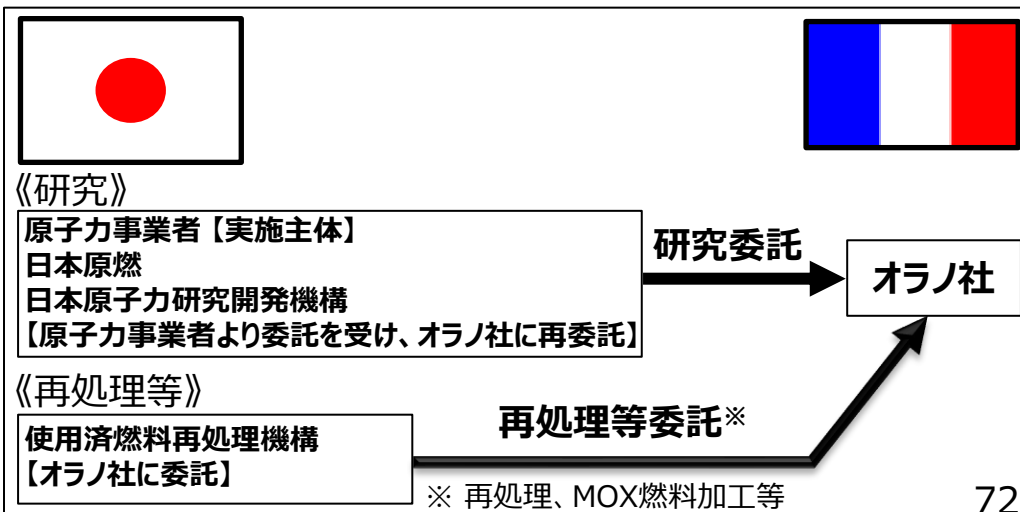 《研究》
原子力事業者【実施主体】
日本原燃
日本原子力研究開発機構
【原子力事業者より委託を受け、オラノ社に再委託】
研究委託
オラノ社
《再処理等》
使用済燃料再処理機構
【オラノ社に委託】
再処理等委託※
※ 再処理、MOX燃料加工等
72